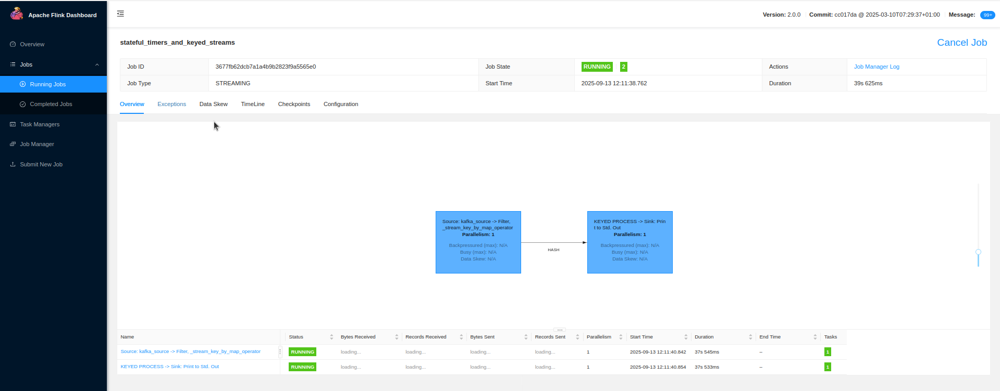 Apache Flink Dashboard
Version: 2.0.0 Commit: cc017da @ 2025-03-10T07:29:37+01:00 Message: 99+
Overview
Jobs
Running Jobs
Completed Jobs
Task Managers
Job Manager
Submit New Job
stateful_timers_and_keyed_streams
Cancel Job
Job ID 3677fb62dcb7a1a4b9b2823f9a5565e0 Job State RUNNING 2 Actions Job Manager Log
Job Type STREAMING Start Time 2025-09-13 12:11:38.762 Duration 39s 625ms
Overview Exceptions Data Skew TimeLine Checkpoints Configuration
Source: kafka_source -> Filter,
_stream_key_by_map_operator
Parallelism: 1
Backpressured (max): N/A
Busy (max): N/A
Data Skew: N/A
HASH
KEYED PROCESS -> Sink: Prin
t to Std. Out
Parallelism: 1
Backpressured (max): N/A
Busy (max): N/A
Data Skew: N/A
Name Status Bytes Received Records Received Bytes Sent Records Sent Parallelism Start Time Duration End Time Tasks
Source: kafka_source -> Filter, _stream_key_by_map_operator RUNNING loading... loading... loading... loading... 1 2025-09-13 12:11:40.842 37s 545ms – 1
KEYED PROCESS -> Sink: Print to Std. Out RUNNING loading... loading... loading... loading... 1 2025-09-13 12:11:40.854 37s 533ms – 1